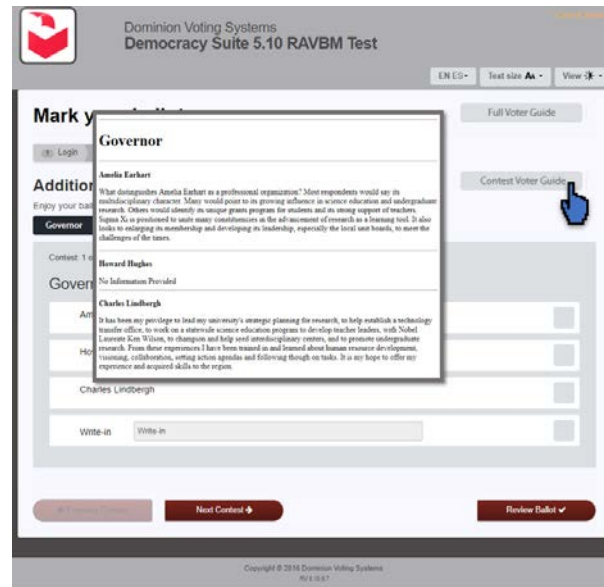 Dominion Voting Systems
Democracy Suite 5.10 RAVBM Test
EN ES
Text size AA
View
Mark y
Full Voter Guide
Login
Contest Voter Guide
Addition
Enjoy your bal
Governor
Contest: 1 o
Govern
Governor
Amelia Earhart
What distinguishes Amelia Earhart as a professional organization? Most respondents would say its
multidisciplinary character. Many would point to its growing influence in science education and undergraduate
research. Others would identify its unique grants program for students and its strong support of teachers.
Sigma Xi is positioned to unite many constituencies in the advancement of research as a learning tool. It also
looks to enlarging its membership and developing its leadership, especially the local unit boards, to meet the
challenges of the times.
Howard Hughes
No Information Provided
Charles Lindbergh
It has been my privilege to lead my university's strategic planning for research, to help establish a technology
transfer office, to work on a statewide science education program to develop teacher leaders, with Nobel
Laureate Ken Wilson, to champion and help seed interdisciplinary centers, and to promote undergraduate
research. From these experiences I have been trained in and learned about human resource development,
visioning, collaboration, setting action agendas and following though on tasks. It is my hope to offer my
experience and acquired skills to the region.
Am
Ho
Charles Lindbergh
Write-in
Write-in
Next Contest
Review Ballot
Copyright © 2016 Dominion Voting Systems